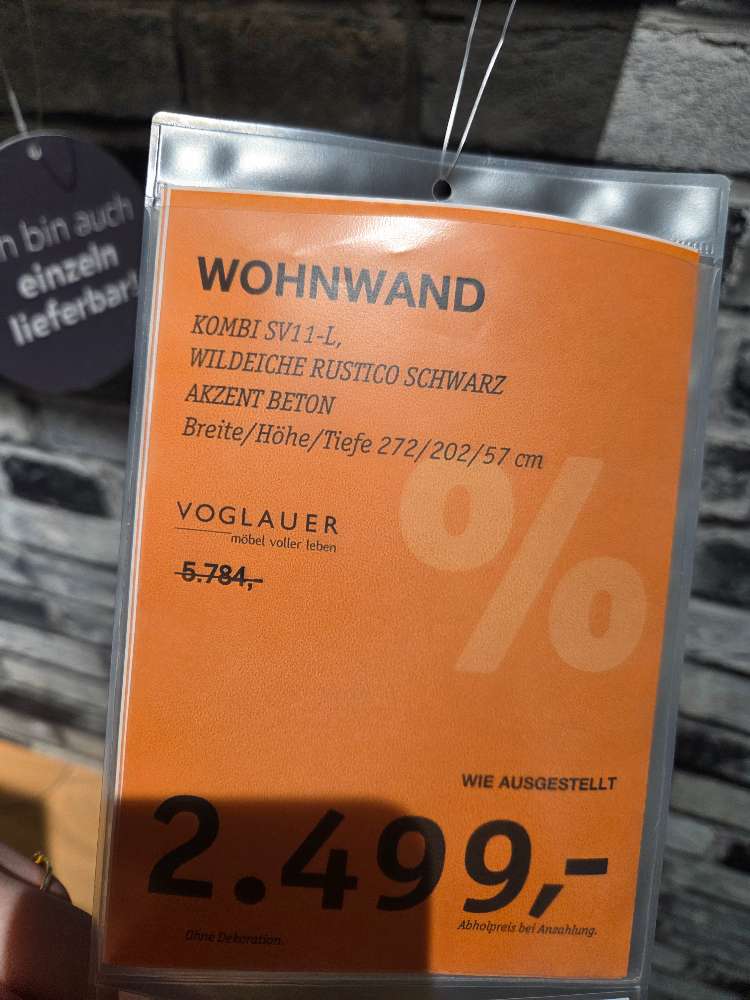 n bin auch
einzeln
lieferbar!
WOHNWAND
KOMBI SV11-L,
WILDEICHE RUSTICO SCHWARZ
AKZENT BETON
Breite/Höhe/Tiefe 272/202/57 cm
%
VOGLAUER
möbel voller leben
5.784,-
WIE AUSGESTELLT
2.499,-
Ohne Dekoration.
Abholpreis bei Anzahlung.